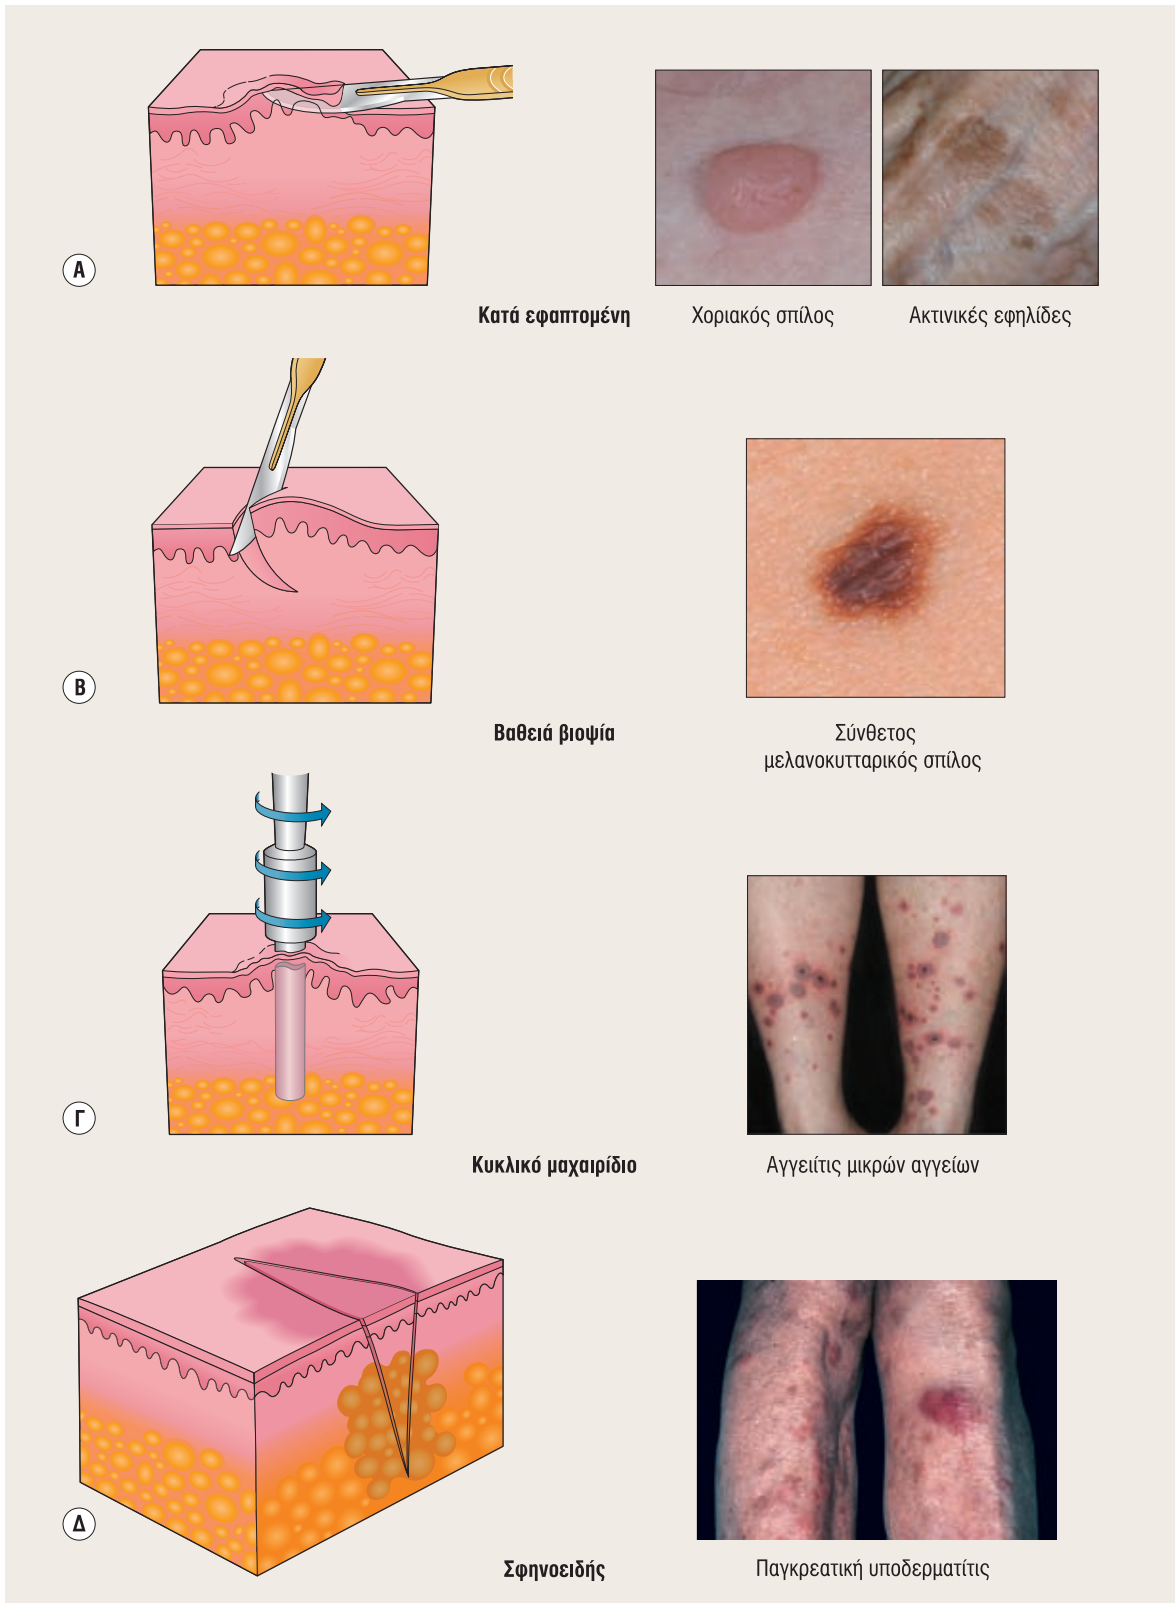 Α
Κατά εφαπτομένη
Χοριακός σπίλος
Ακτινικές εφηλίδες
Β
Βαθειά βιοψία
Σύνθετος
μελανοκυτταρικός σπίλος
Γ
Κυκλικό μαχαιρίδιο
Αγγειίτις μικρών αγγείων
Δ
Σφηνοειδής
Παγκρεατική υποδερματίτις